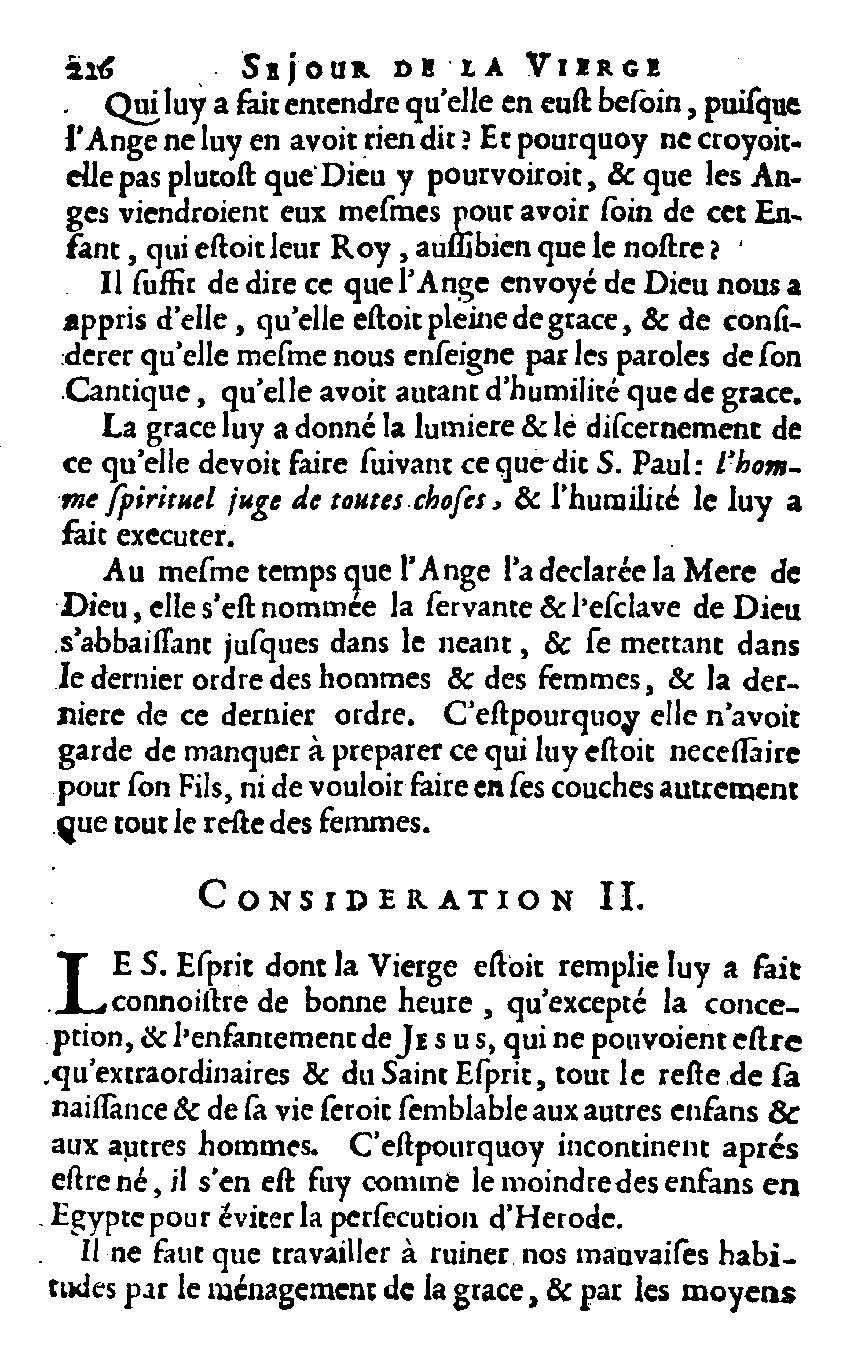 226 SEJOUR DE LA VIERGE
Qui luy a fait entendre qu'elle en euſt beſoin, puiſque
l'Ange ne luy en avoit rien dit? Et pourquoy ne croyoit-
elle pas plutoſt que Dieu y pourvoiroit, & que les An-
ges viendroient eux meſmes pour avoir ſoin de cet En-
fant, qui eſtoit leur Roy, auſſibien que le noſtre?
Il ſuffit de dire ce que l'Ange envoyé de Dieu nous a
appris d'elle, qu'elle eſtoit pleine de grace, & de conſi-
derer qu'elle meſme nous enſeigne par les paroles de ſon
Cantique, qu'elle avoit autant d'humilité que de grace.
La grace luy a donné la lumiere & le diſcernement de
ce qu'elle devoit faire ſuivant ce que dit S. Paul: l'hom-
me ſpirituel juge de toutes choſes, & l'humilité le luy a
fait executer.
Au meſme temps que l'Ange l'a declarée la Mere de
Dieu, elle s'eſt nommée la ſervante & l'eſclave de Dieu
s'abbaiſſant juſques dans le neant, & ſe mettant dans
le dernier ordre des hommes & des femmes, & la der-
niere de ce dernier ordre. C'eſtpourquoy elle n'avoit
garde de manquer à preparer ce qui luy eſtoit neceſſaire
pour ſon Fils, ni de vouloir faire en ſes couches autrement
que tout le reſte des femmes.
CONSIDERATION II.
LE S. Eſprit dont la Vierge eſtoit remplie luy a fait
connoiſtre de bonne heure, qu'excepté la conce-
ption, & l'enfantement de JESUS, qui ne pouvoient eſtre
qu'extraordinaires & du Saint Eſprit, tout le reſte de ſa
naiſſance & de ſa vie ſeroit ſemblable aux autres enfans &
aux autres hommes. C'eſtpourquoy incontinent aprés
eſtre né, il s'en eſt fuy comme le moindre des enfans en
Egypte pour éviter la perſecution d'Herode.
Il ne faut que travailler à ruiner nos mauvaiſes habi-
tudes par le ménagement de la grace, & par les moyens